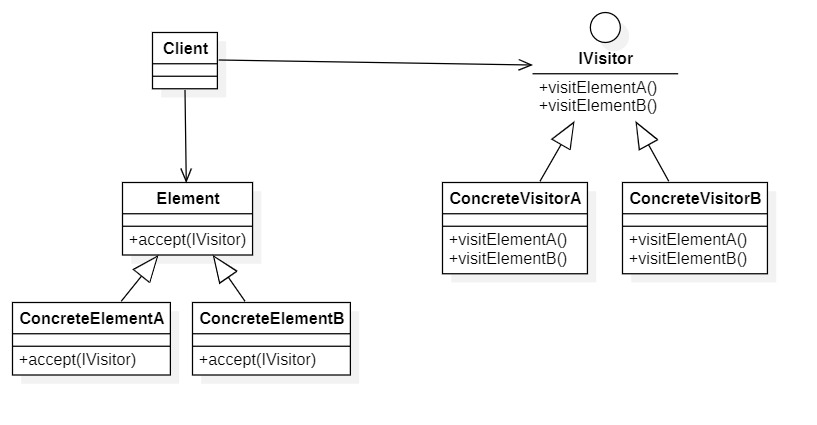 Client
IVisitor
+visitElementA()
+visitElementB()
Element
+accept(IVisitor)
ConcreteVisitorA
+visitElementA()
+visitElementB()
ConcreteVisitorB
+visitElementA()
+visitElementB()
ConcreteElementA
+accept(IVisitor)
ConcreteElementB
+accept(IVisitor)